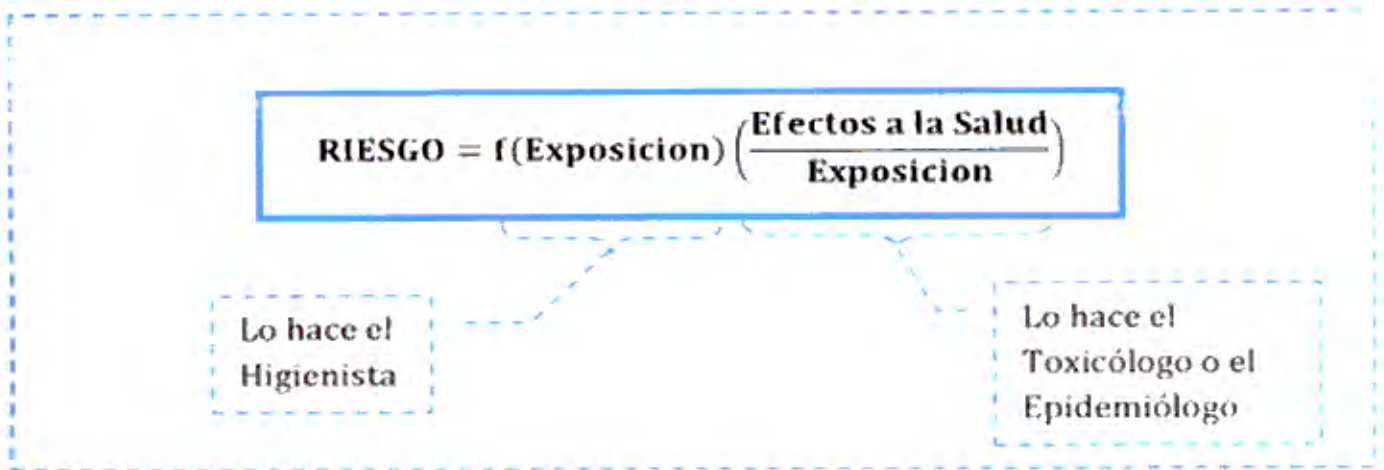 RIESGO = f(Exposicion) (Efectos a la Salud / Exposicion)
Lo hace el
Higienista
Lo hace el
Toxicólogo o el
Epidemiólogo